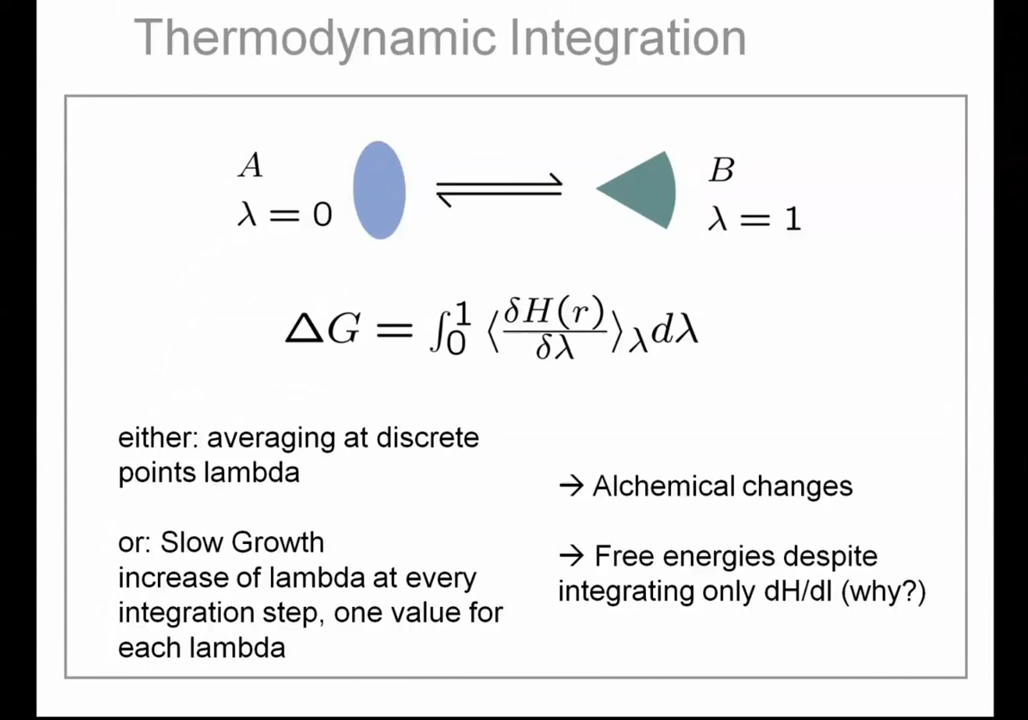 Thermodynamic Integration
A
λ = 0
B
λ = 1
ΔG = ∫₀¹ ⟨δH(r)/δλ⟩_λ dλ
either: averaging at discrete
points lambda
or: Slow Growth
increase of lambda at every
integration step, one value for
each lambda
→ Alchemical changes
→ Free energies despite
integrating only dH/dl (why?)